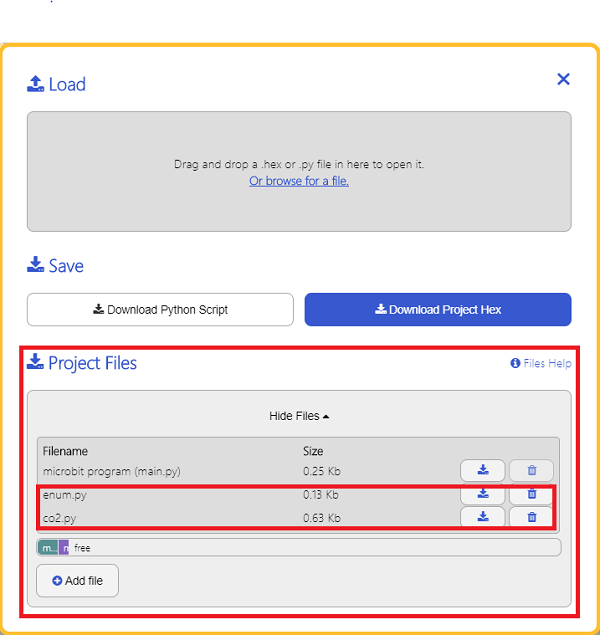 Load
Drag and drop a .hex or .py file in here to open it.
Or browse for a file.
Save
Download Python Script
Download Project Hex
Project Files
Files Help
Hide Files
Filename Size
microbit program (main.py) 0.25 Kb
enum.py 0.13 Kb
co2.py 0.63 Kb
m... n free
Add file